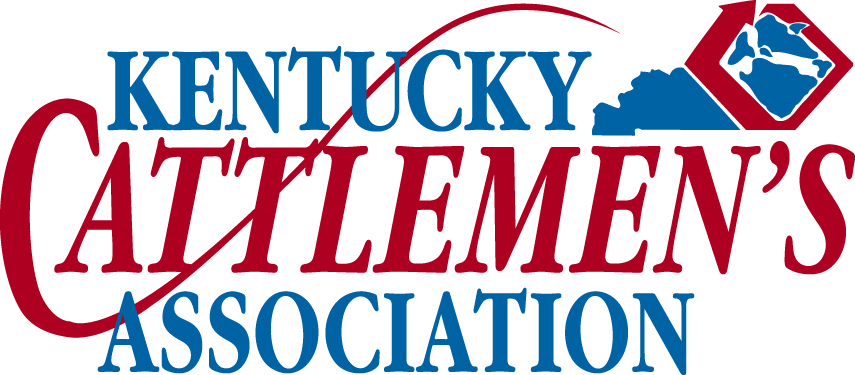 KENTUCKY
CATTLEMEN'S
ASSOCIATION